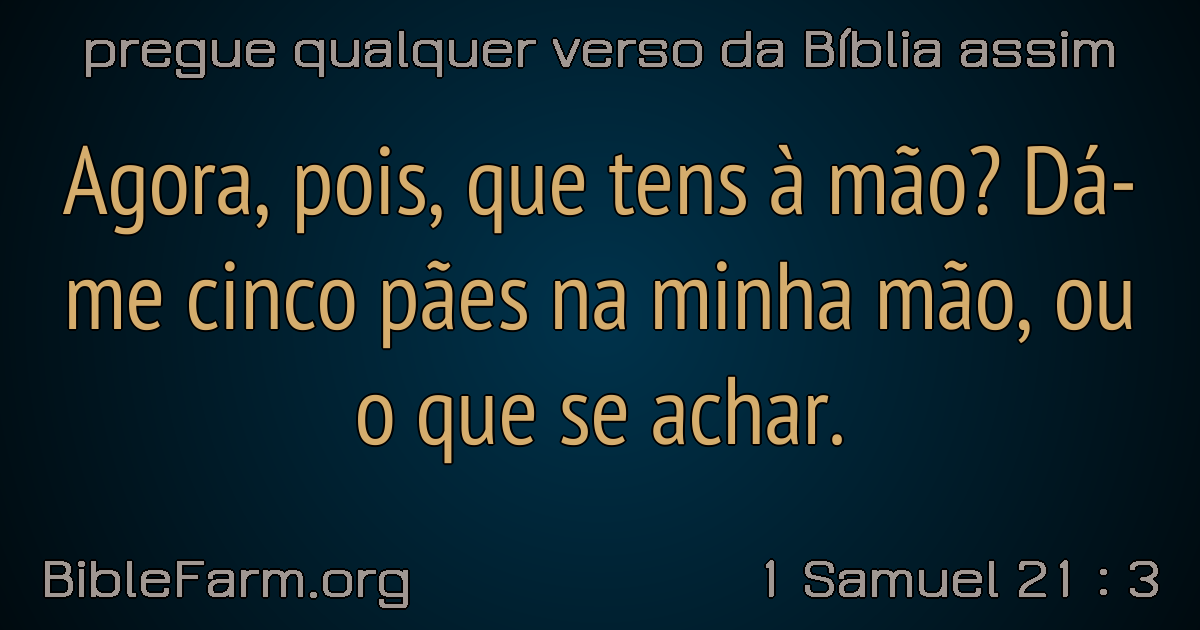 pregue qualquer verso da Bíblia assim
Agora, pois, que tens à mão? Dá-
me cinco pães na minha mão, ou
o que se achar.
BibleFarm.org
1 Samuel 21 : 3